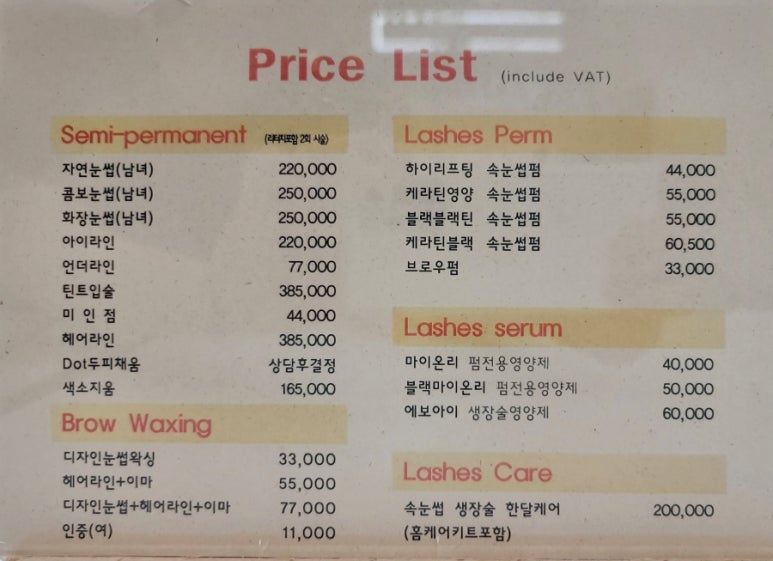 Price List (include VAT)
Semi-permanent (리터치포함 2회 시술)
자연눈썹(남녀) 220,000
콤보눈썹(남녀) 250,000
화장눈썹(남녀) 250,000
아이라인 220,000
언더라인 77,000
틴트입술 385,000
미 인 점 44,000
헤어라인 385,000
Dot두피채움 상담후결정
색소지움 165,000
Brow Waxing
디자인눈썹왁싱 33,000
헤어라인+이마 55,000
디자인눈썹+헤어라인+이마 77,000
인중(여) 11,000
Lashes Perm
하이리프팅 속눈썹펌 44,000
케라틴영양 속눈썹펌 55,000
블랙블랙틴 속눈썹펌 55,000
케라틴블랙 속눈썹펌 60,500
브로우펌 33,000
Lashes serum
마이온리 펌전용영양제 40,000
블랙마이온리 펌전용영양제 50,000
에보아이 생장술영양제 60,000
Lashes Care
속눈썹 생장술 한달케어 200,000
(홈케어키트포함)